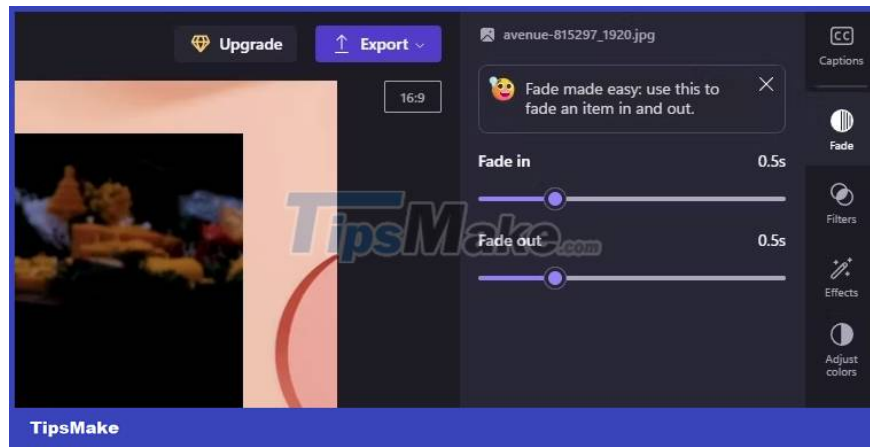 Upgrade
Export
16:9
avenue-815297_1920.jpg
Fade made easy: use this to
fade an item in and out.
Fade in 0.5s
Fade out 0.5s
CC
Captions
Fade
Filters
Effects
Adjust
colors
TipsMake.com
TipsMake